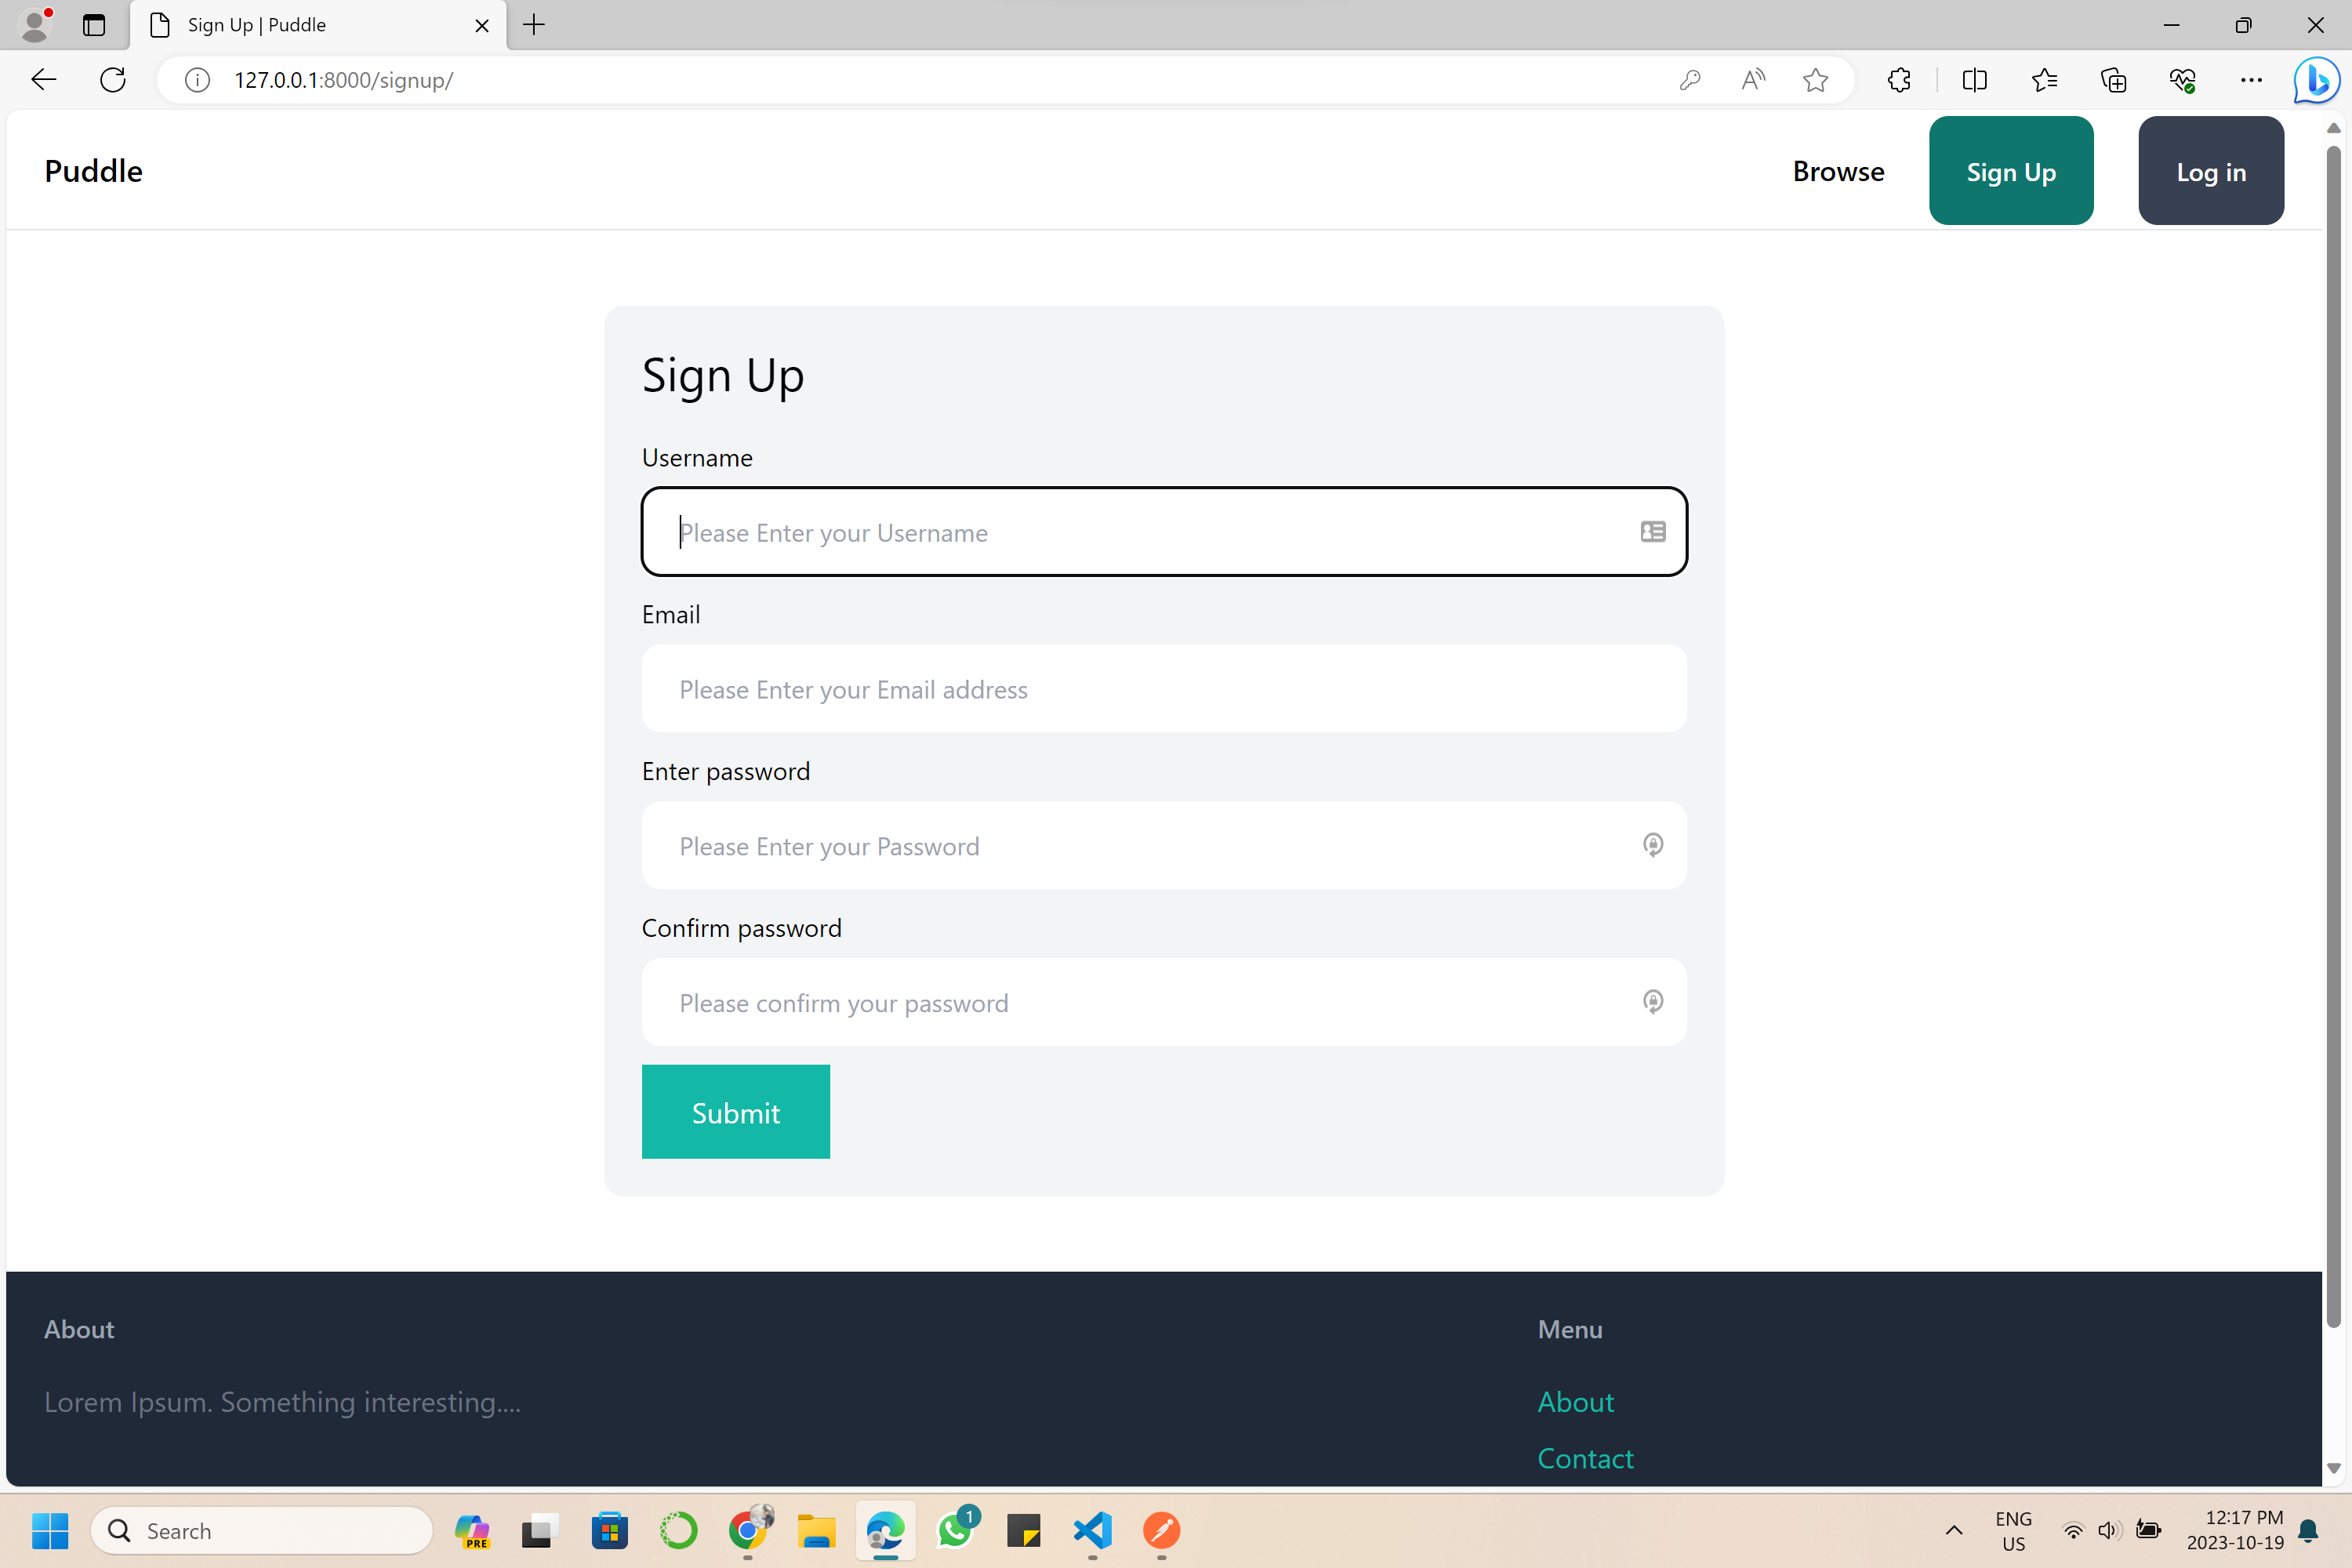 Sign Up | Puddle
127.0.0.1:8000/signup/
Puddle
Browse
Sign Up
Log in
Sign Up
Username
Please Enter your Username
Email
Please Enter your Email address
Enter password
Please Enter your Password
Confirm password
Please confirm your password
Submit
About
Menu
Lorem Ipsum. Something interesting....
About
Contact
Search
PRE
1
ENG
US
12:17 PM
2023-10-19